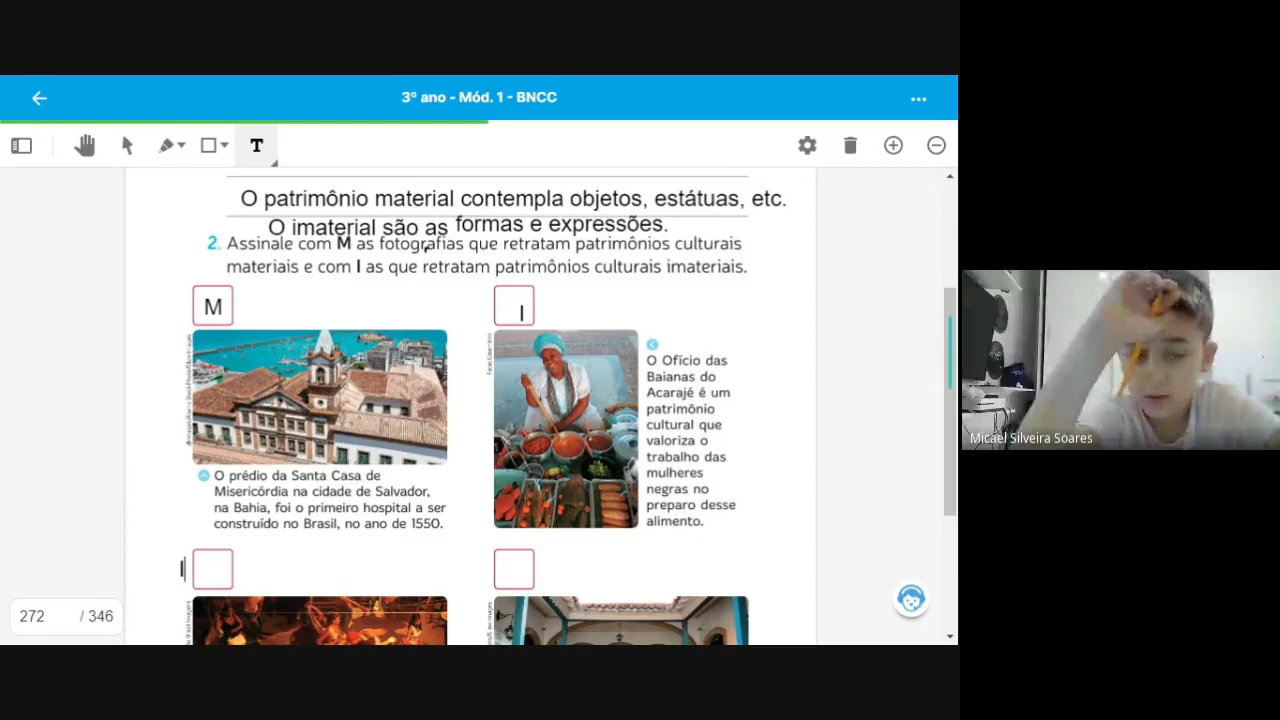 3º ano - Mód. 1 - BNCC
T
O patrimônio material contempla objetos, estátuas, etc.
O imaterial são as formas e expressões.
2. Assinale com M as fotografias que retratam patrimônios culturais
materiais e com I as que retratam patrimônios culturais imateriais.
M
I
O prédio da Santa Casa de
Misericórdia na cidade de Salvador,
na Bahia, foi o primeiro hospital a ser
construído no Brasil, no ano de 1550.
O Ofício das
Baianas do
Acarajé é um
patrimônio
cultural que
valoriza o
trabalho das
mulheres
negras no
preparo desse
alimento.
I
272 / 346
Micael Silveira Soares